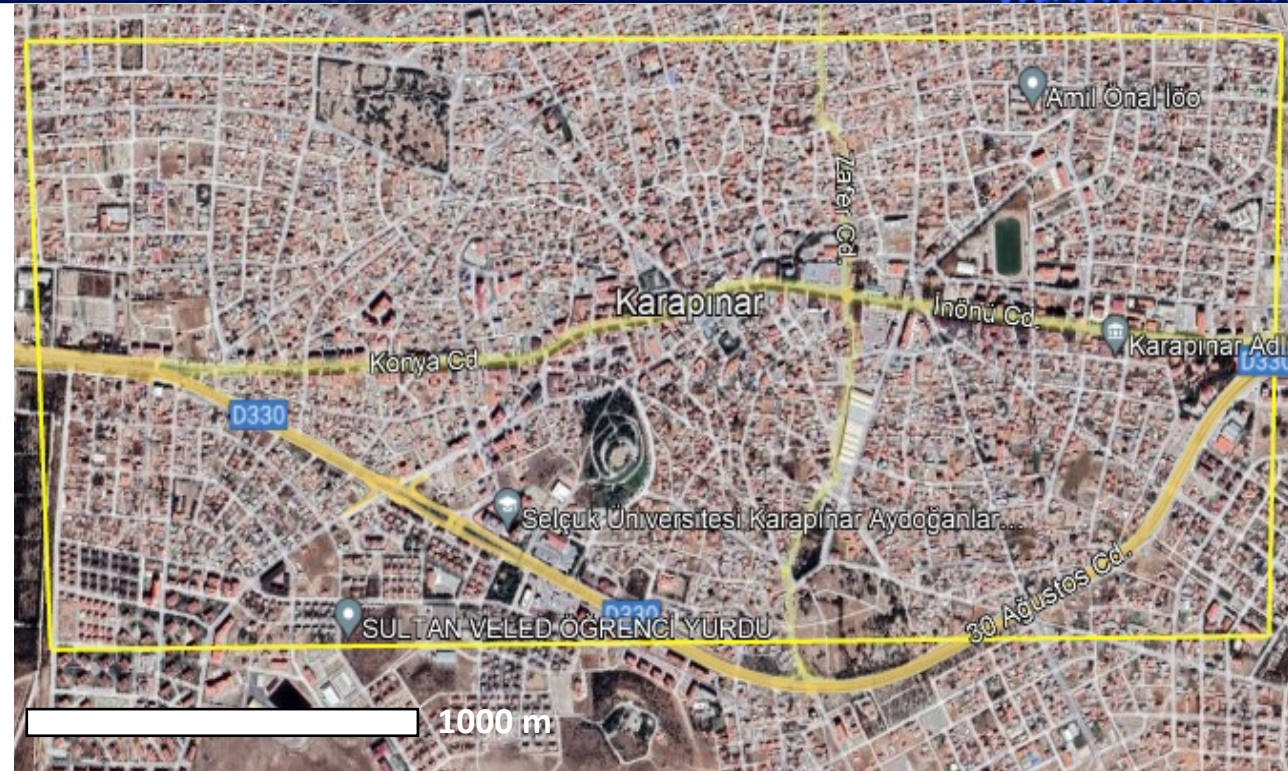 Amil Önal İöo
Zafer Cd.
Karapınar
İnönü Cd.
Karapınar Adl
D330
Konya Cd
D330
Selçuk Üniversitesi Karapınar Aydoğanlar...
30 Ağustos Cd.
D330
SULTAN VELED ÖĞRENCİ YURDU
1000 m